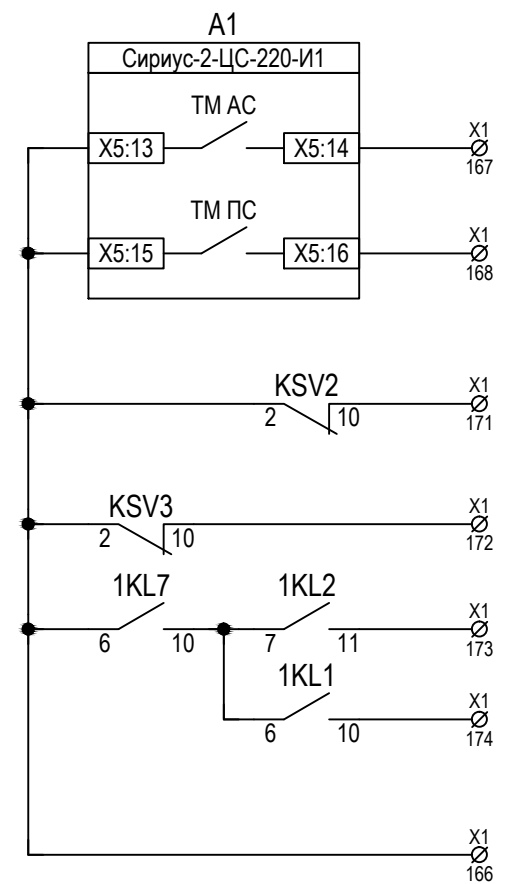 A1
Сириус-2-ЦС-220-И1
ТМ АС
X5:13
X5:14
X1
167
ТМ ПС
X5:15
X5:16
X1
168
KSV2
2
10
X1
171
KSV3
2
10
X1
172
1KL7
6
10
1KL2
7
11
X1
173
1KL1
6
10
X1
174
X1
166